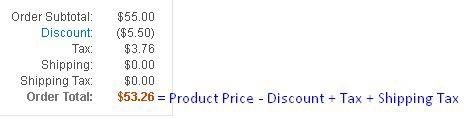 Order Subtotal: $55.00
Discount: ($5.50)
Tax: $3.76
Shipping: $0.00
Shipping Tax: $0.00
Order Total: $53.26 = Product Price - Discount + Tax + Shipping Tax